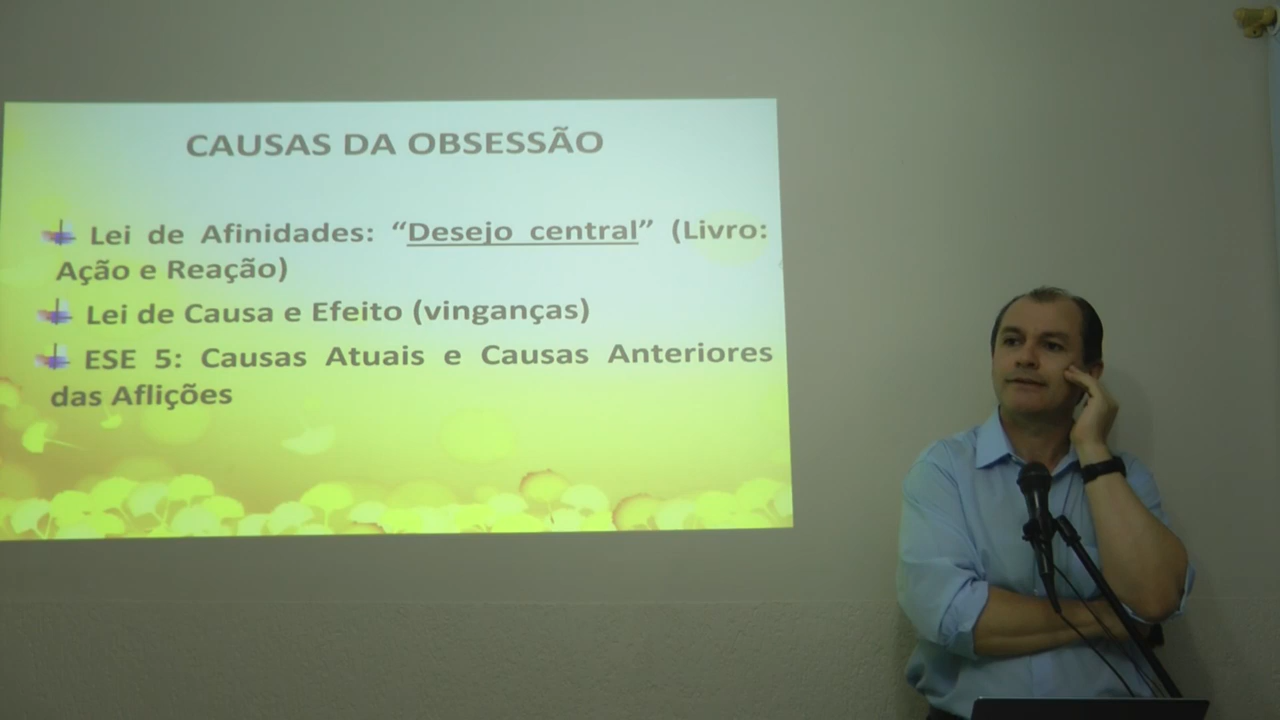 CAUSAS DA OBSESSÃO
Lei de Afinidades: “Desejo central” (Livro:
Ação e Reação)
Lei de Causa e Efeito (vinganças)
ESE 5: Causas Atuais e Causas Anteriores
das Aflições